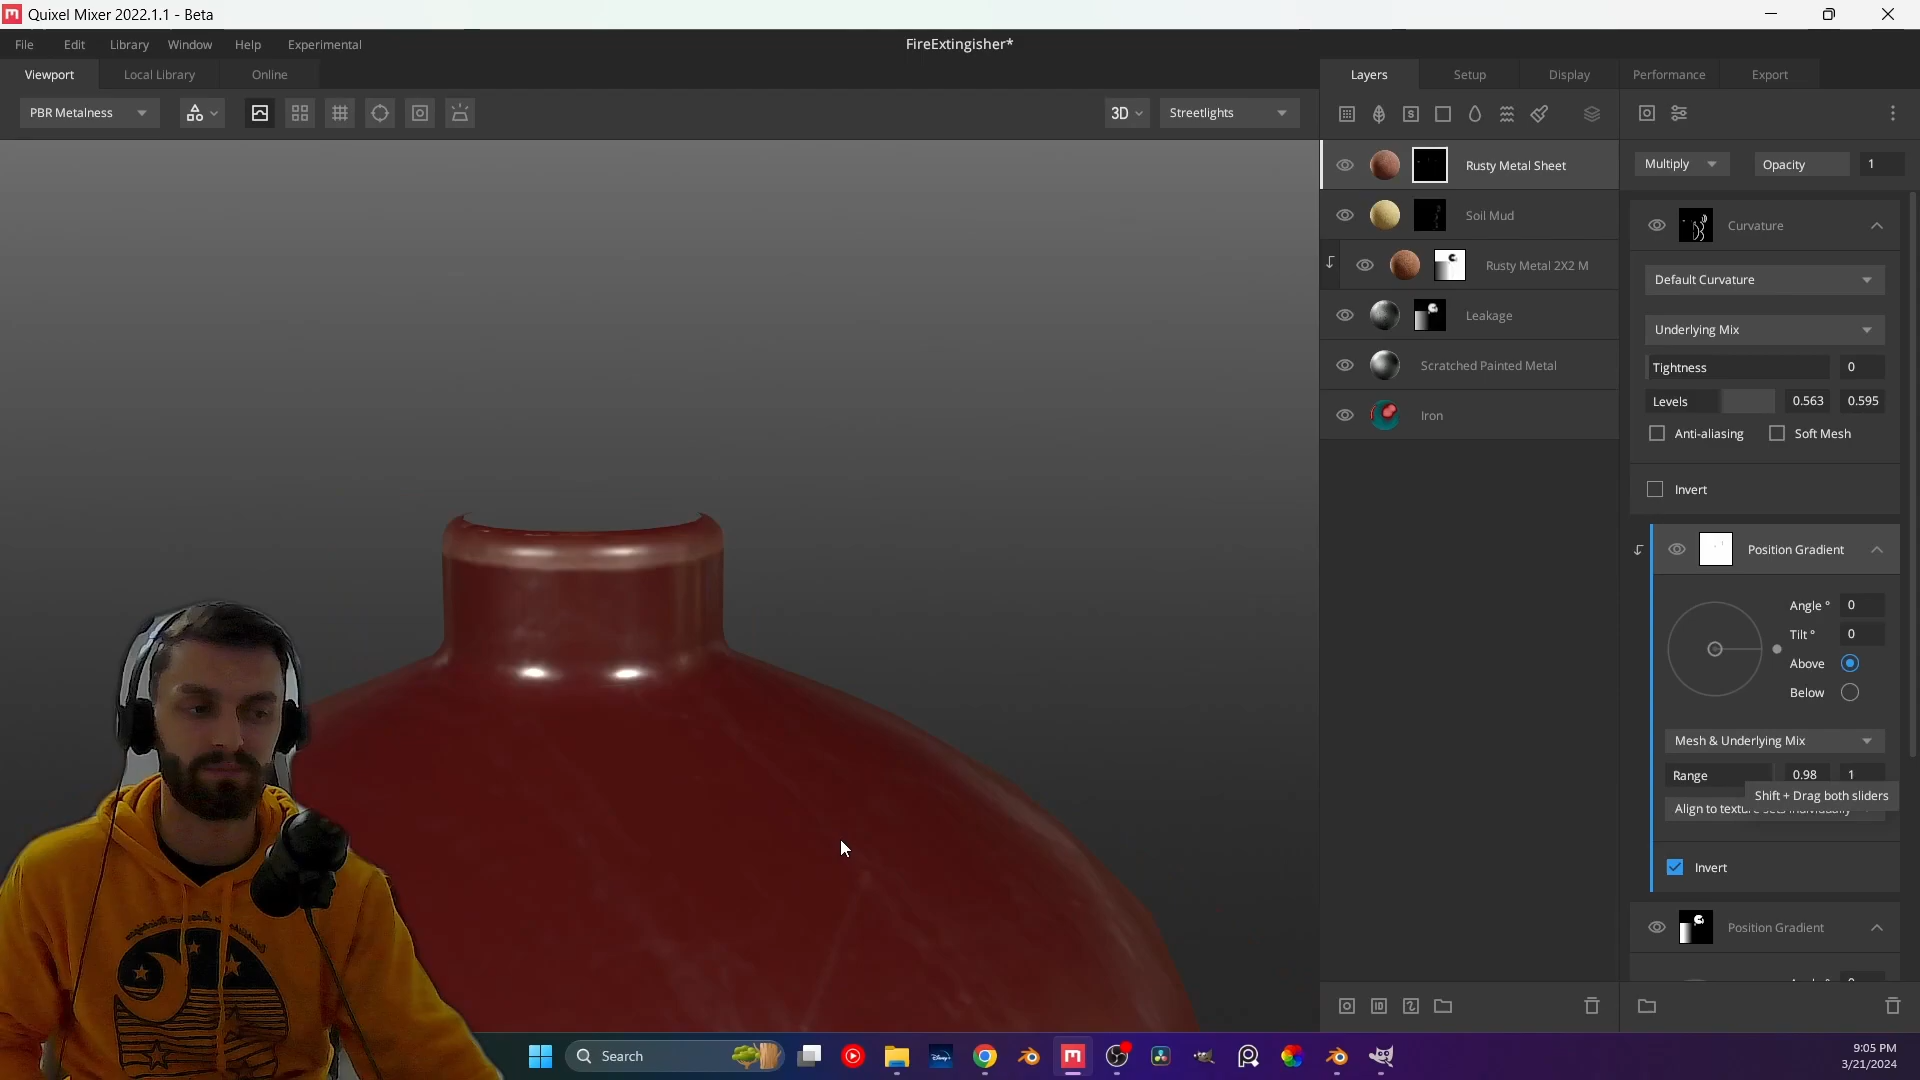 Quixel Mixer 2022.1.1 - Beta
File Edit Library Window Help Experimental
FireExtingisher*
Viewport Local Library Online
Layers Setup Display Performance Export
PBR Metalness
3D Streetlights
Rusty Metal Sheet
Multiply Opacity 1
Soil Mud
Curvature
Rusty Metal 2X2 M
Default Curvature
Leakage
Underlying Mix
Scratched Painted Metal
Tightness 0
Levels 0.563 0.595
Iron
Anti-aliasing Soft Mesh
Invert
Position Gradient
Angle ° 0
Tilt ° 0
Above
Below
Mesh & Underlying Mix
Range 0.98 1
Shift + Drag both sliders
Align to texture sets individually
Invert
Position Gradient
Search
9:05 PM
3/21/2024